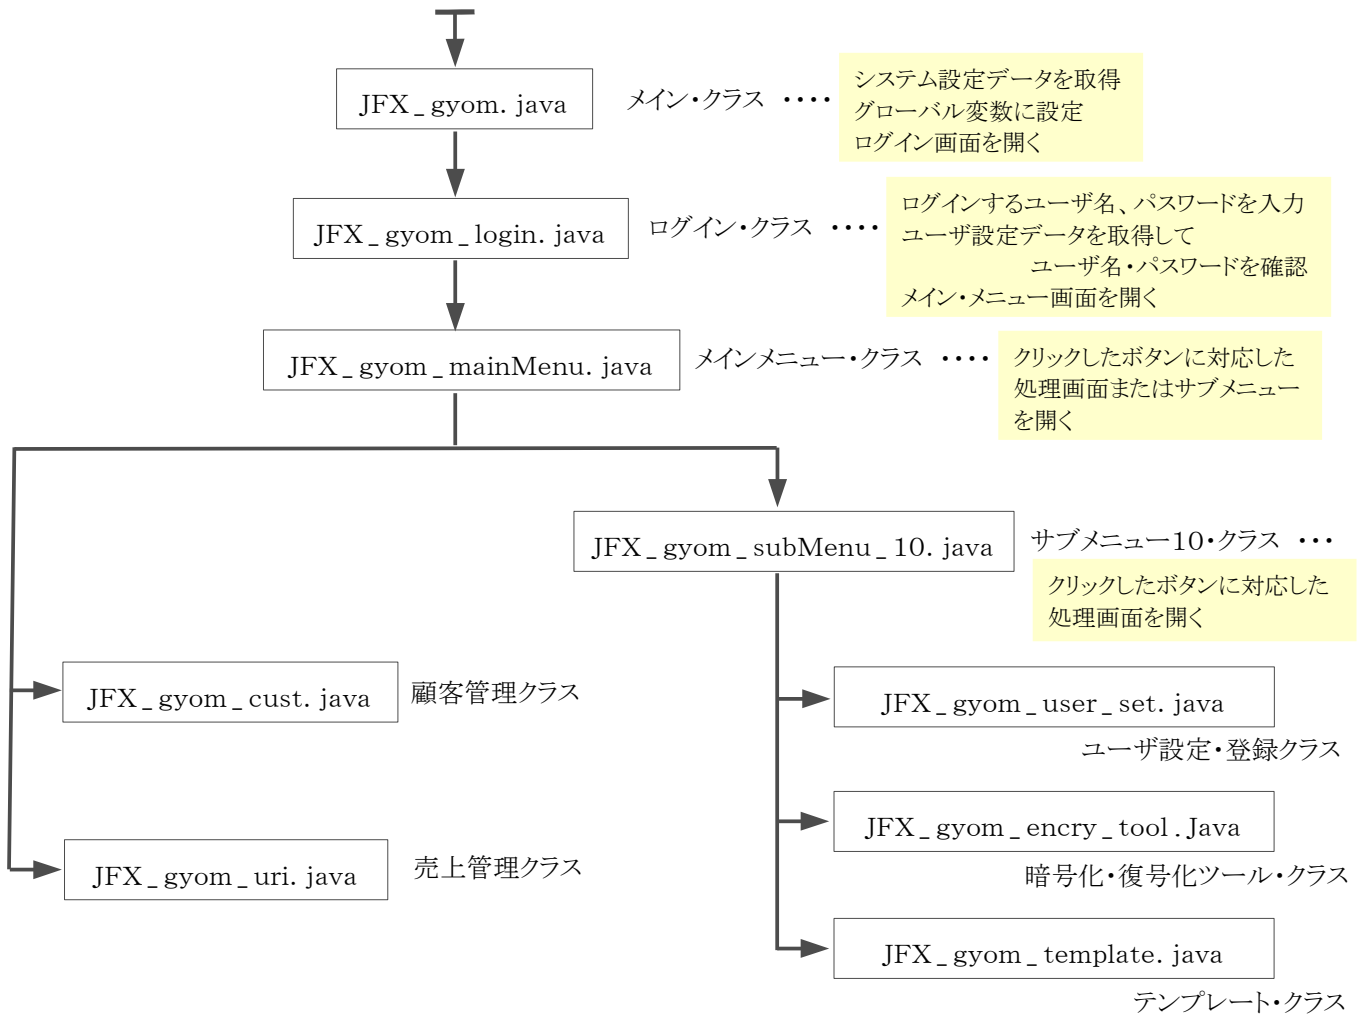 JFX_gyom.java
メイン・クラス ・・・・
システム設定データを取得
グローバル変数に設定
ログイン画面を開く
JFX_gyom_login.java
ログイン・クラス ・・・・
ログインするユーザ名、パスワードを入力
ユーザ設定データを取得して
ユーザ名・パスワードを確認
メイン・メニュー画面を開く
JFX_gyom_mainMenu.java
メインメニュー・クラス ・・・・
クリックしたボタンに対応した
処理画面またはサブメニュー
を開く
JFX_gyom_subMenu_10.java
サブメニュー10・クラス ・・・
クリックしたボタンに対応した
処理画面を開く
JFX_gyom_cust.java
顧客管理クラス
JFX_gyom_uri.java
売上管理クラス
JFX_gyom_user_set.java
ユーザ設定・登録クラス
JFX_gyom_encry_tool.Java
暗号化・復号化ツール・クラス
JFX_gyom_template.java
テンプレート・クラス